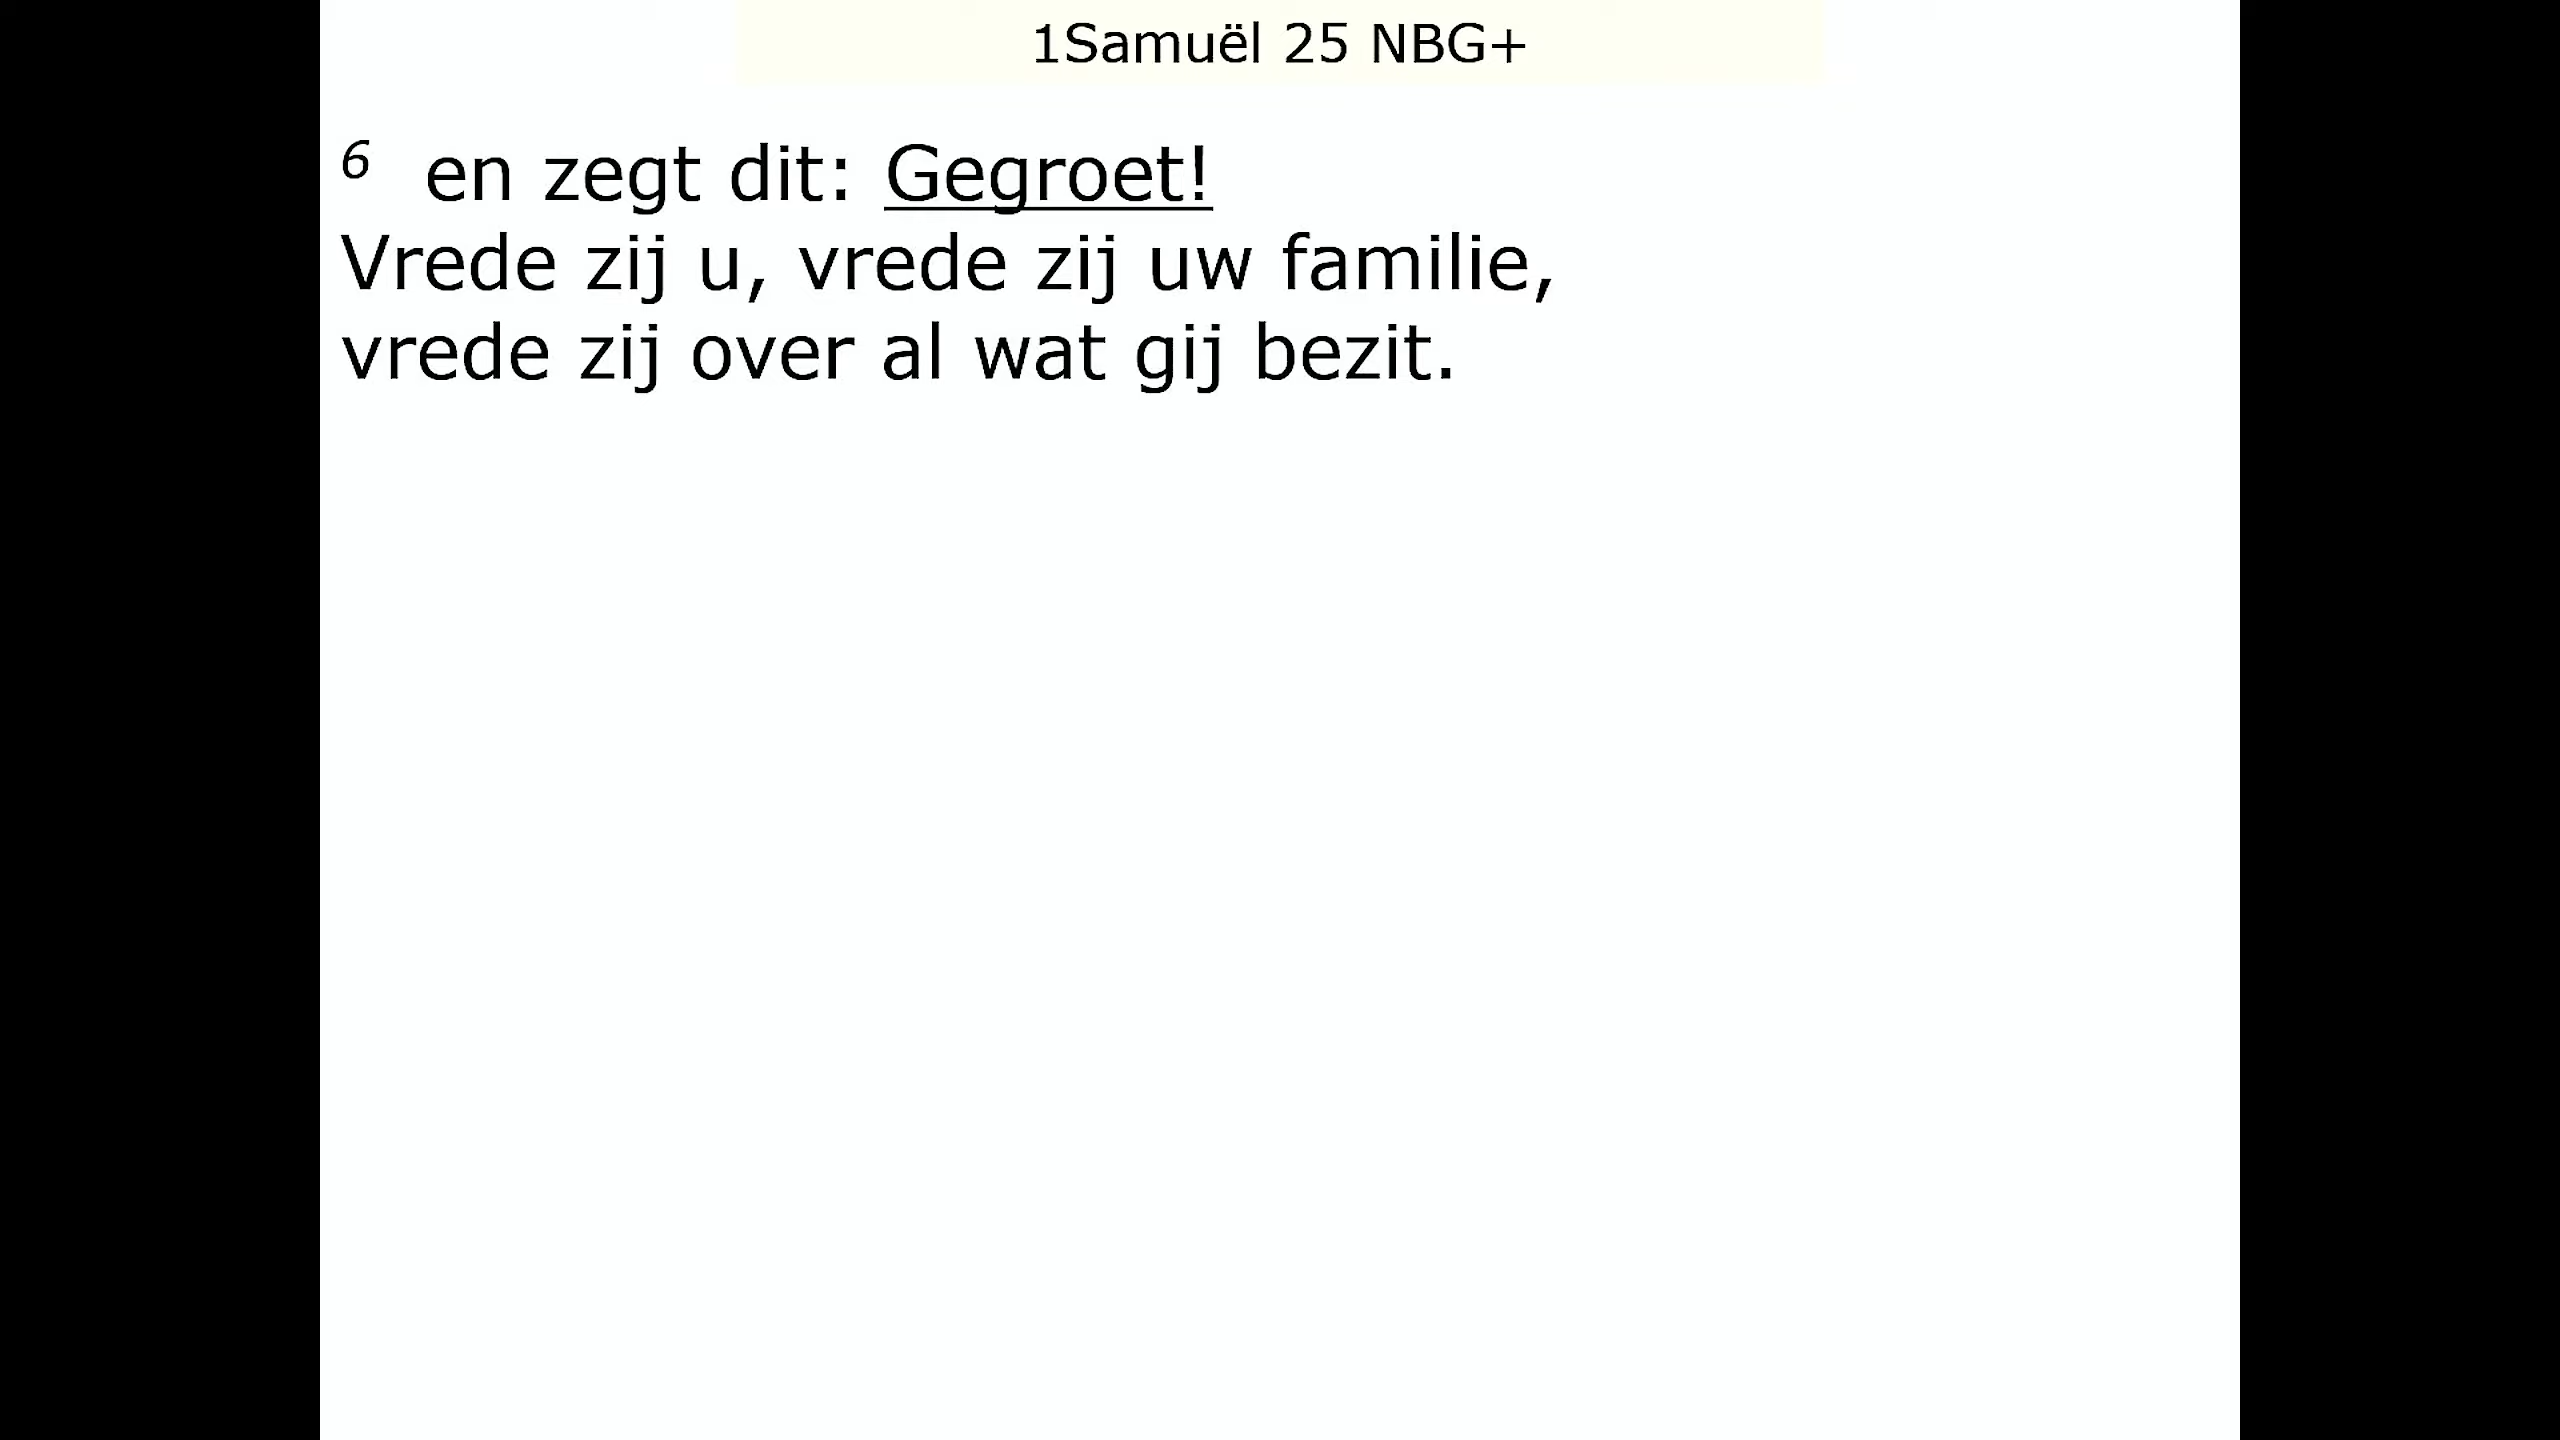 1Samuël 25 NBG+
6 en zegt dit: Gegroet!
Vrede zij u, vrede zij uw familie,
vrede zij over al wat gij bezit.